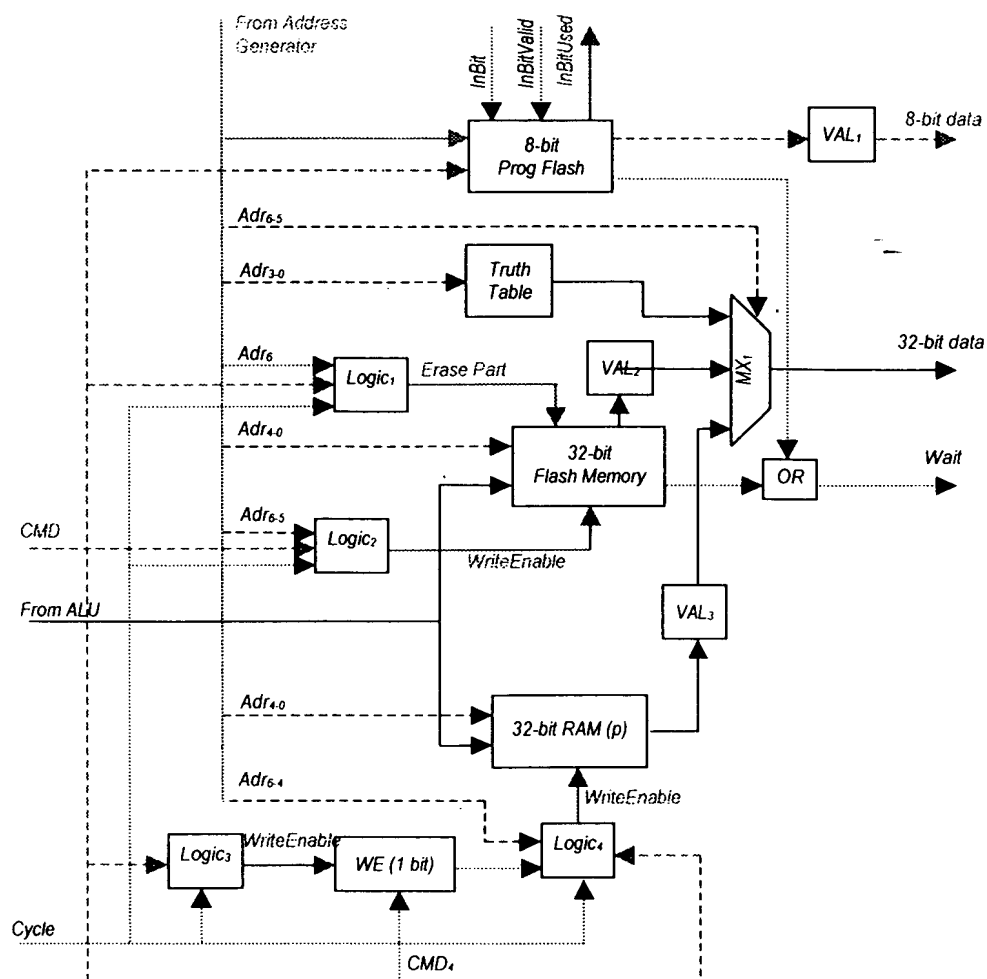 From Address
Generator
InBit
InBitValid
InBitUsed
8-bit
Prog Flash
VAL₁
8-bit data
Adr₆₋₅
Adr₃₋₀
Truth
Table
MX₁
32-bit data
Adr₆
Logic₁
Erase Part
VAL₂
Adr₄₋₀
32-bit
Flash Memory
OR
Wait
Adr₆₋₅
CMD
Logic₂
WriteEnable
From ALU
VAL₃
Adr₄₋₀
32-bit RAM (p)
Adr₆₋₄
WriteEnable
Logic₃
WriteEnable
WE (1 bit)
Logic₄
Cycle
CMD₄